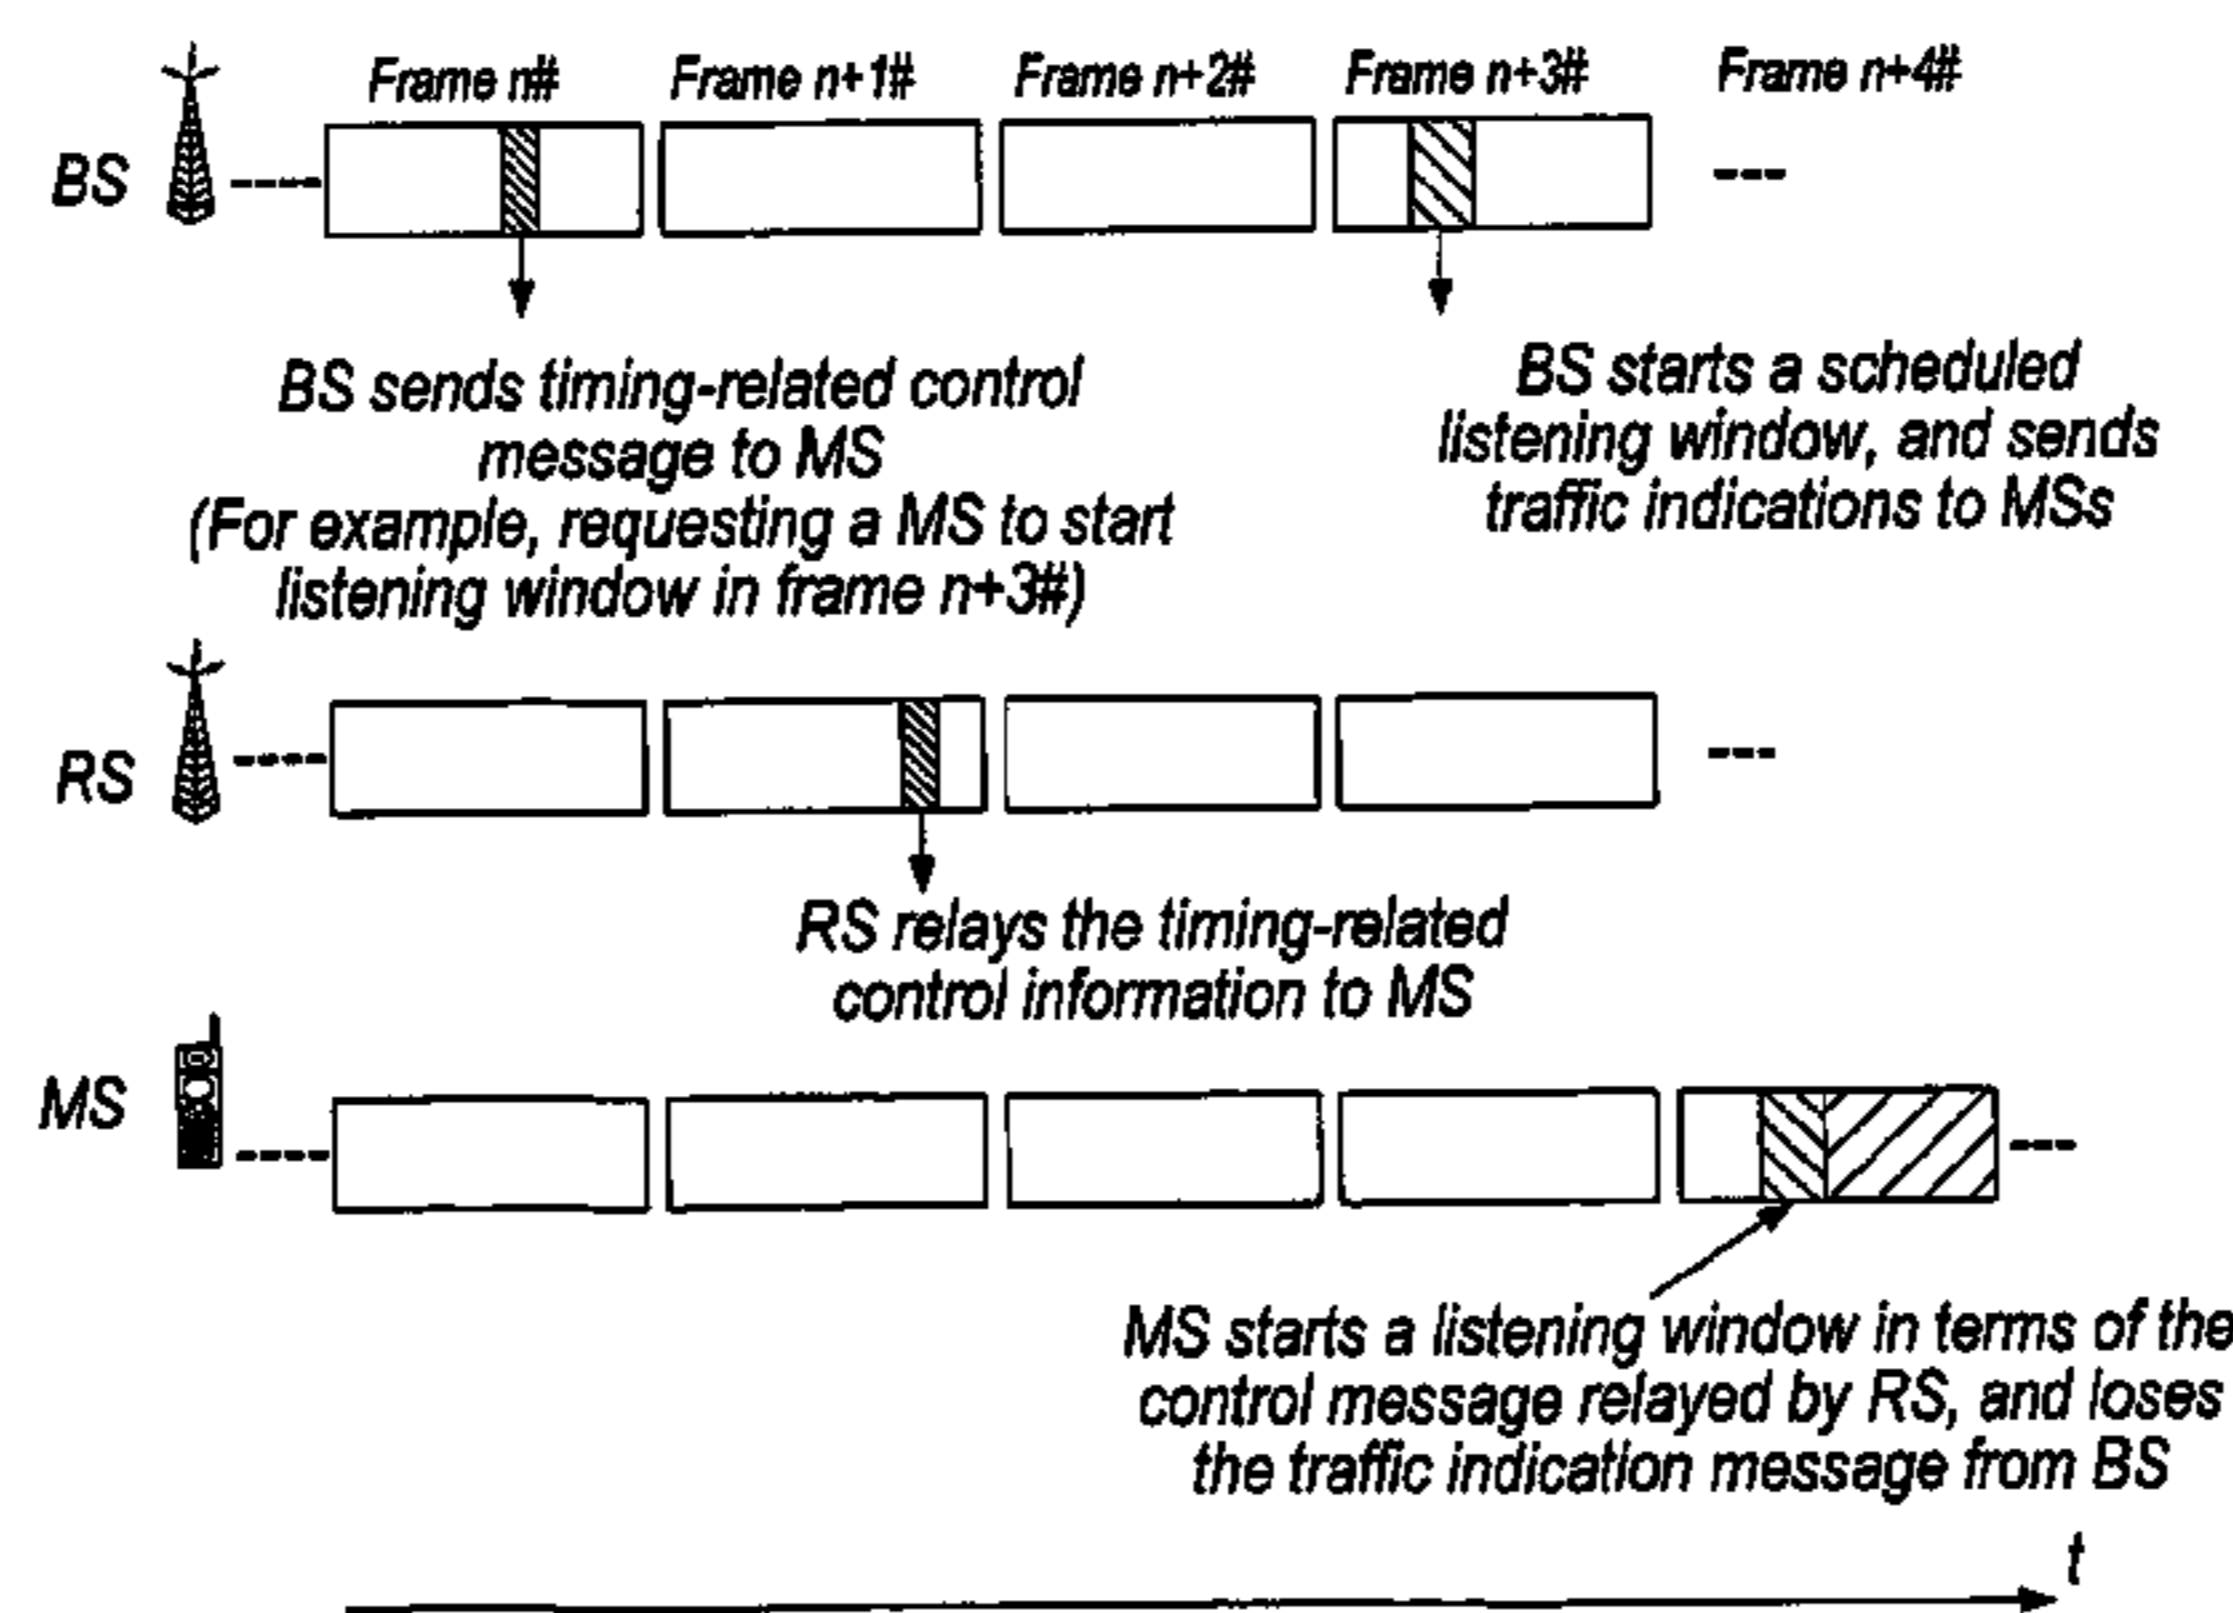 Frame n# Frame n+1# Frame n+2# Frame n+3# Frame n+4#
BS
BS sends timing-related control
message to MS
(For example, requesting a MS to start
listening window in frame n+3#)
BS starts a scheduled
listening window, and sends
traffic indications to MSs
RS
RS relays the timing-related
control information to MS
MS
MS starts a listening window in terms of the
control message relayed by RS, and loses
the traffic indication message from BS
t